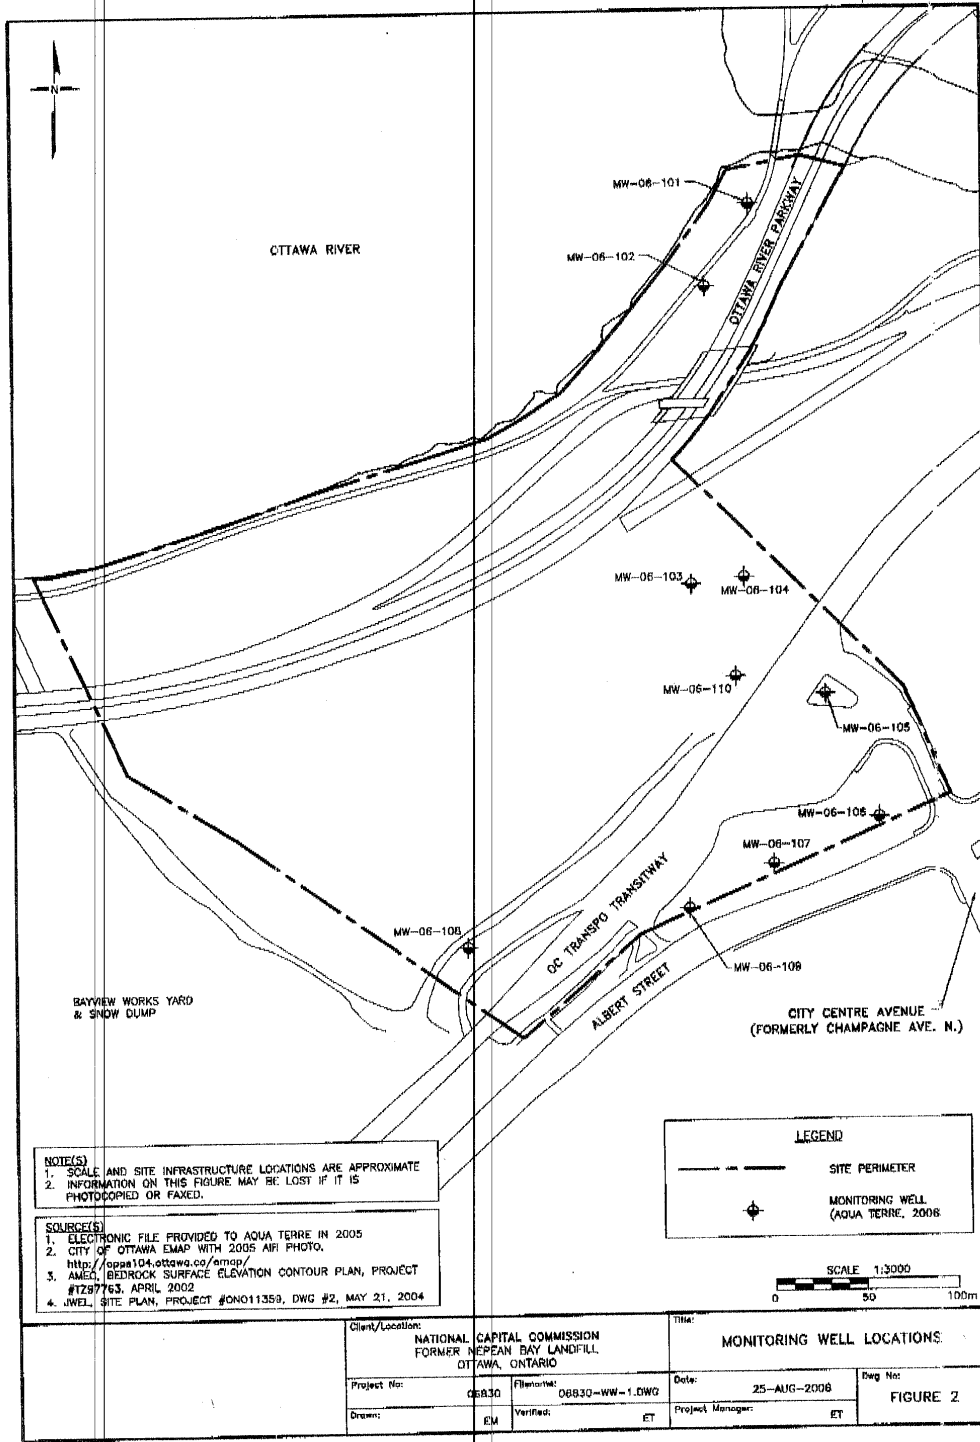 N
MW-06-101
OTTAWA RIVER
MW-06-102
OTTAWA RIVER PARKWAY
MW-06-103
MW-06-104
MW-06-110
MW-06-105
MW-06-106
MW-06-107
MW-06-108
OC TRANSPO TRANSITWAY
MW-06-109
ALBERT STREET
BAYVIEW WORKS YARD
& SNOW DUMP
CITY CENTRE AVENUE
(FORMERLY CHAMPAGNE AVE. N.)
NOTE(S)
1. SCALE AND SITE INFRASTRUCTURE LOCATIONS ARE APPROXIMATE
2. INFORMATION ON THIS FIGURE MAY BE LOST IF IT IS
PHOTOCOPIED OR FAXED.
SOURCE(S)
1. ELECTRONIC FILE PROVIDED TO AQUA TERRE IN 2005
2. CITY OF OTTAWA EMAP WITH 2005 AIR PHOTO.
3. AMEC, BEDROCK SURFACE ELEVATION CONTOUR PLAN, PROJECT
APRIL 2002
4. JWEL, SITE PLAN, PROJECT #ONO11359, DWG #2, MAY 21, 2004
LEGEND
SITE PERIMETER
MONITORING WELL
(AQUA TERRE, 2006
SCALE 1:3000
0 50 100m
Client/Location:
NATIONAL CAPITAL COMMISSION
FORMER NEPEAN BAY LANDFILL
OTTAWA, ONTARIO
Title:
MONITORING WELL LOCATIONS
Project No: 06830
Filename: 06830-WW-1.DWG
Date: 25-AUG-2006
Dwg No:
FIGURE 2
Drawn: EM
Verified: ET
Project Manager: ET